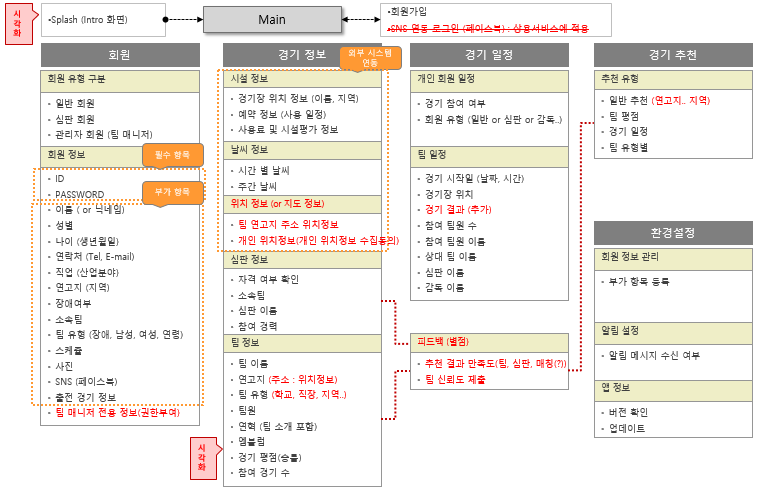 시각화
•Splash (Intro 화면)
Main
•회원가입
•SNS 연동 로그인 (페이스북) : 상용서비스에 적용
회원
회원 유형 구분
• 일반 회원
• 심판 회원
• 관리자 회원 (팀 매니저)
회원 정보
필수 항목
• ID
• PASSWORD
부가 항목
• 이름 ( or 닉네임)
• 성별
• 나이 (생년월일)
• 연락처 (Tel, E-mail)
• 직업 (산업분야)
• 연고지 (지역)
• 장애여부
• 소속팀
• 팀 유형 (장애, 남성, 여성, 연령)
• 스케쥴
• 사진
• SNS (페이스북)
• 출전 경기 정보
• 팀 매니저 전용 정보(권한부여)
경기 정보
외부 시스템
연동
시설 정보
• 경기장 위치 정보 (이름, 지역)
• 예약 정보 (사용 일정)
• 사용료 및 시설평가 정보
날씨 정보
• 시간 별 날씨
• 주간 날씨
위치 정보 (or 지도 정보)
• 팀 연고지 주소 위치정보
• 개인 위치정보(개인 위치정보 수집동의)
심판 정보
• 자격 여부 확인
• 소속팀
• 심판 이름
• 참여 경력
팀 정보
• 팀 이름
• 연고지 (주소 : 위치정보)
• 팀 유형 (학교, 직장, 지역..)
• 팀원
• 연혁 (팀 소개 포함)
• 엠블럼
• 경기 평점(승률)
• 참여 경기 수
시각화
경기 일정
개인 회원 일정
• 경기 참여 여부
• 회원 유형 (일반 or 심판 or 감독..)
팀 일정
• 경기 시작일 (날짜, 시간)
• 경기장 위치
• 경기 결과 (추가)
• 참여 팀원 수
• 참여 팀원 이름
• 상대 팀 이름
• 심판 이름
• 감독 이름
피드백 (별점)
• 추천 결과 만족도(팀, 심판, 매칭(?))
• 팀 신뢰도 제출
경기 추천
추천 유형
• 일반 추천 (연고지.. 지역)
• 팀 평점
• 경기 일정
• 팀 유형별
환경설정
회원 정보 관리
• 부가 항목 등록
알림 설정
• 알림 메시지 수신 여부
앱 정보
• 버전 확인
• 업데이트